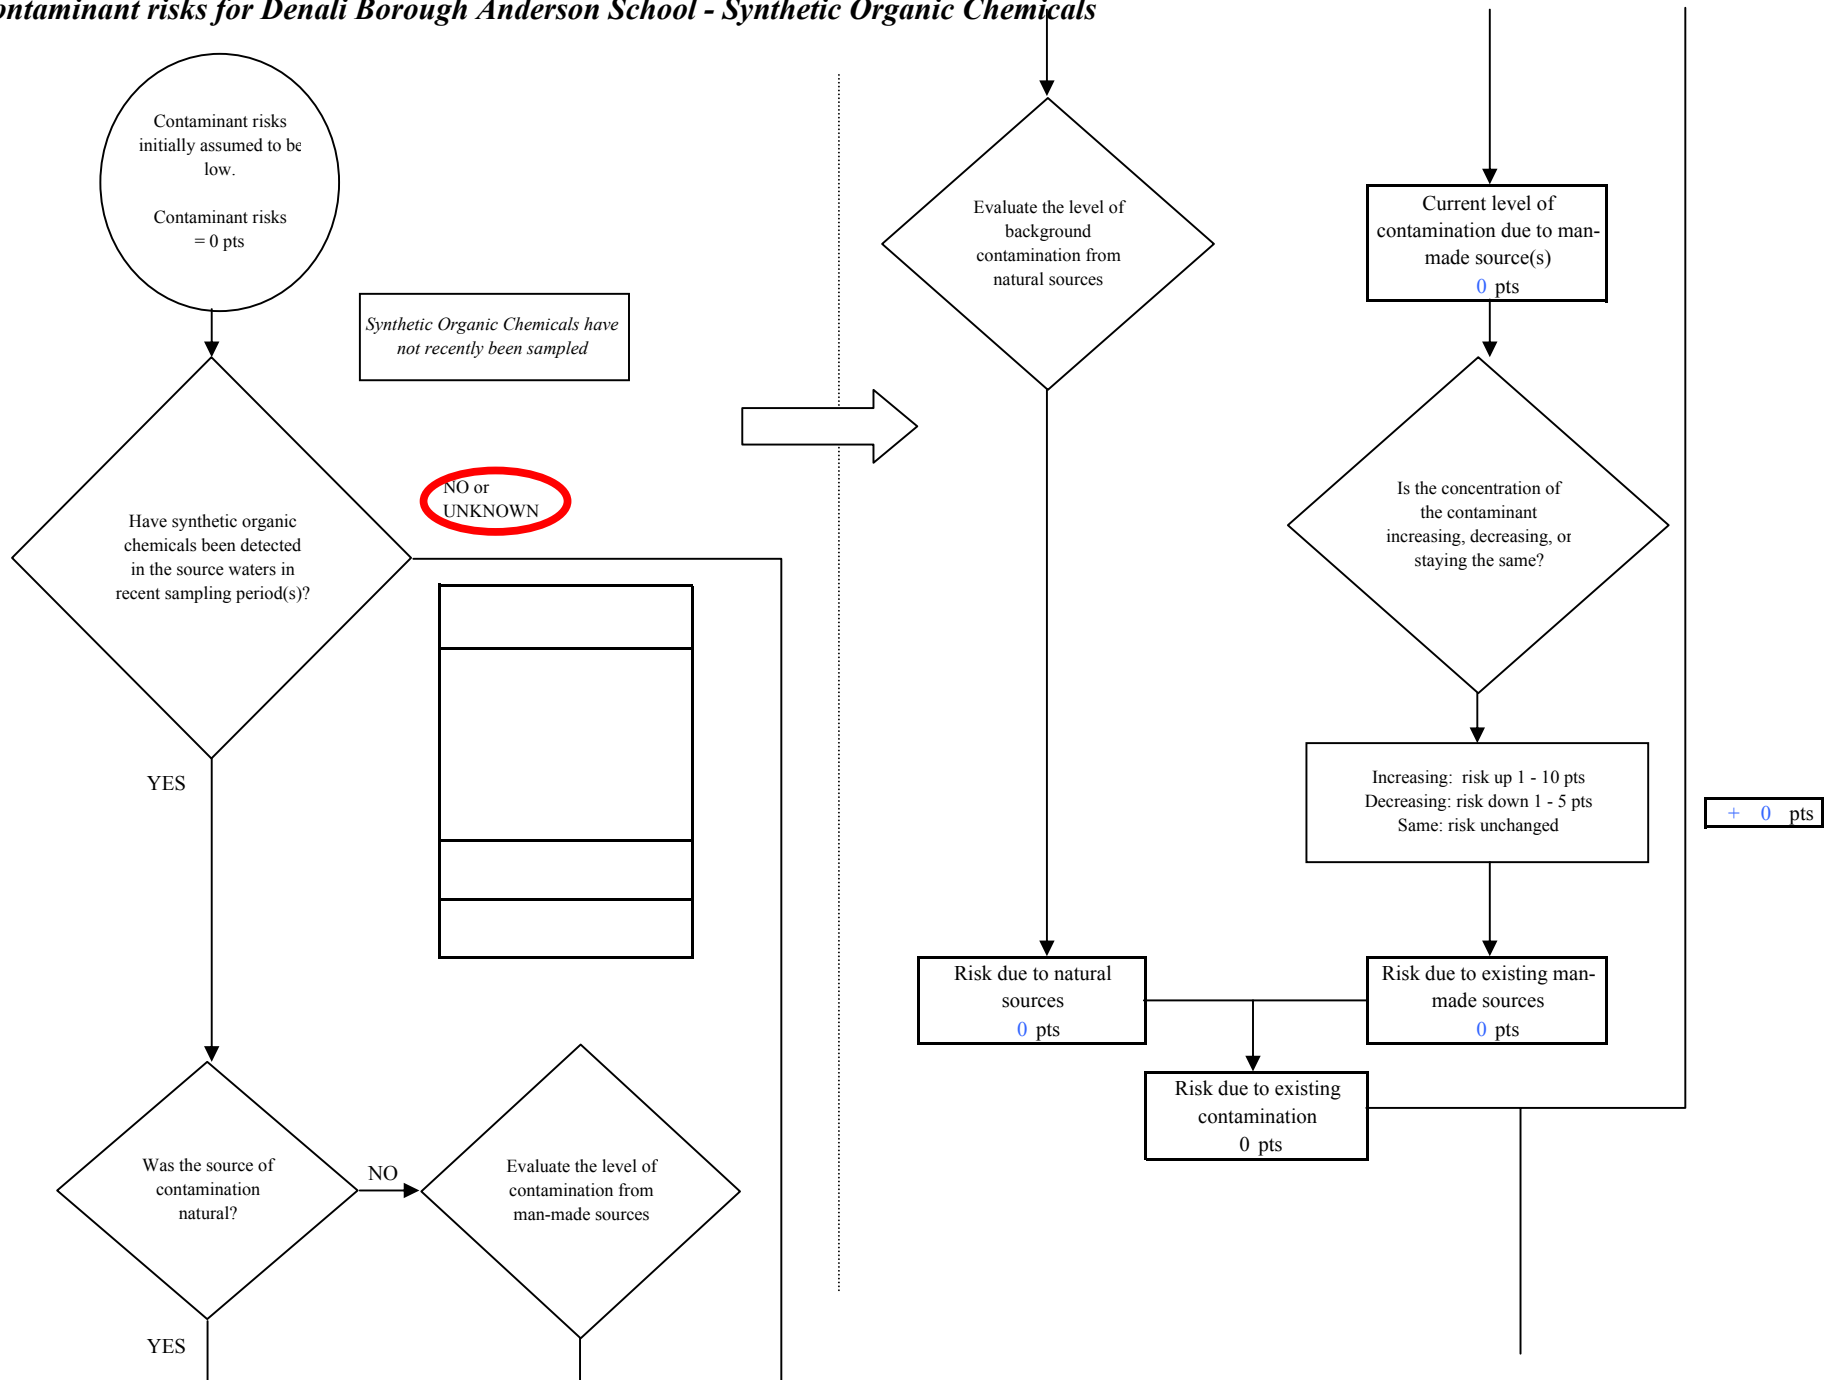 ontaminant risks for Denali Borough Anderson School - Synthetic Organic Chemicals
Contaminant risks
initially assumed to be
low.
Contaminant risks
= 0 pts
Synthetic Organic Chemicals have
not recently been sampled
NO or
UNKNOWN
Have synthetic organic
chemicals been detected
in the source waters in
recent sampling period(s)?
YES
Was the source of
contamination
natural?
NO
Evaluate the level of
contamination from
man-made sources
YES
Evaluate the level of
background
contamination from
natural sources
Current level of
contamination due to man-
made source(s)
0 pts
Is the concentration of
the contaminant
increasing, decreasing, or
staying the same?
Increasing: risk up 1 - 10 pts
Decreasing: risk down 1 - 5 pts
Same: risk unchanged
+ 0 pts
Risk due to natural
sources
0 pts
Risk due to existing man-
made sources
0 pts
Risk due to existing
contamination
0 pts